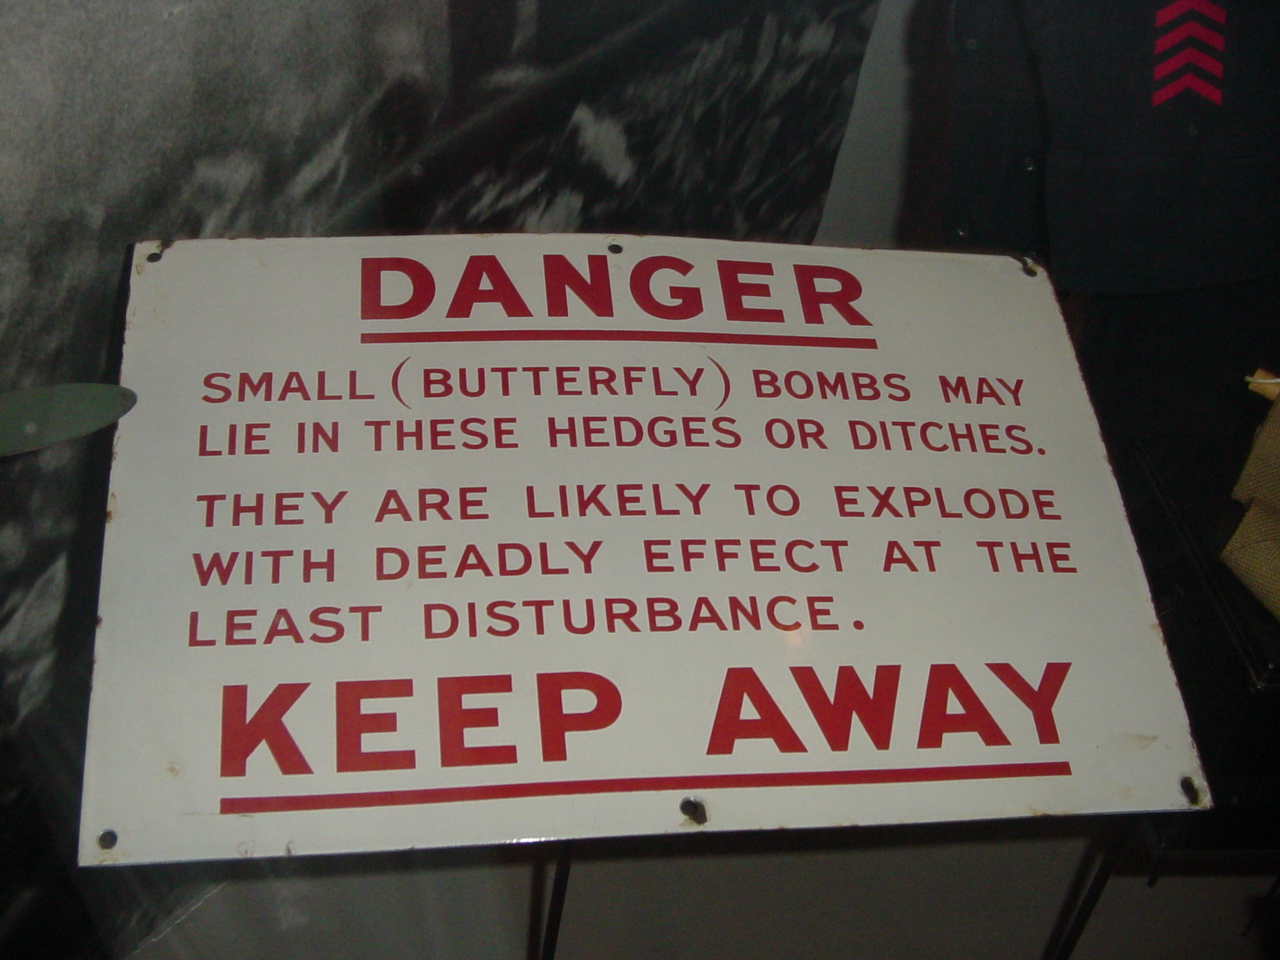 DANGER
SMALL (BUTTERFLY) BOMBS MAY
LIE IN THESE HEDGES OR DITCHES.
THEY ARE LIKELY TO EXPLODE
WITH DEADLY EFFECT AT THE
LEAST DISTURBANCE.
KEEP AWAY